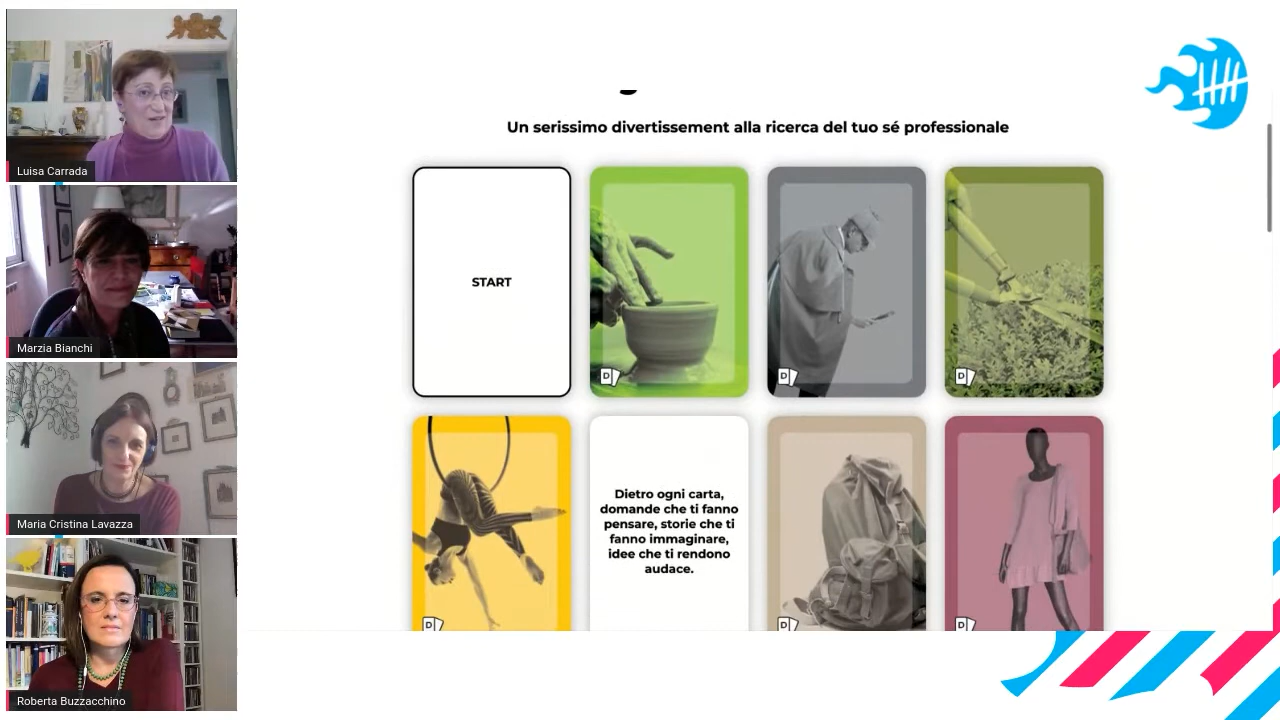 Luisa Carrada
Marzia Bianchi
Maria Cristina Lavazza
Roberta Buzzacchino
Un serissimo divertissement alla ricerca del tuo sé professionale
START
D
D
D
D
Dietro ogni carta,
domande che ti fanno
pensare, storie che ti
fanno immaginare,
idee che ti rendono
audace.
D
D